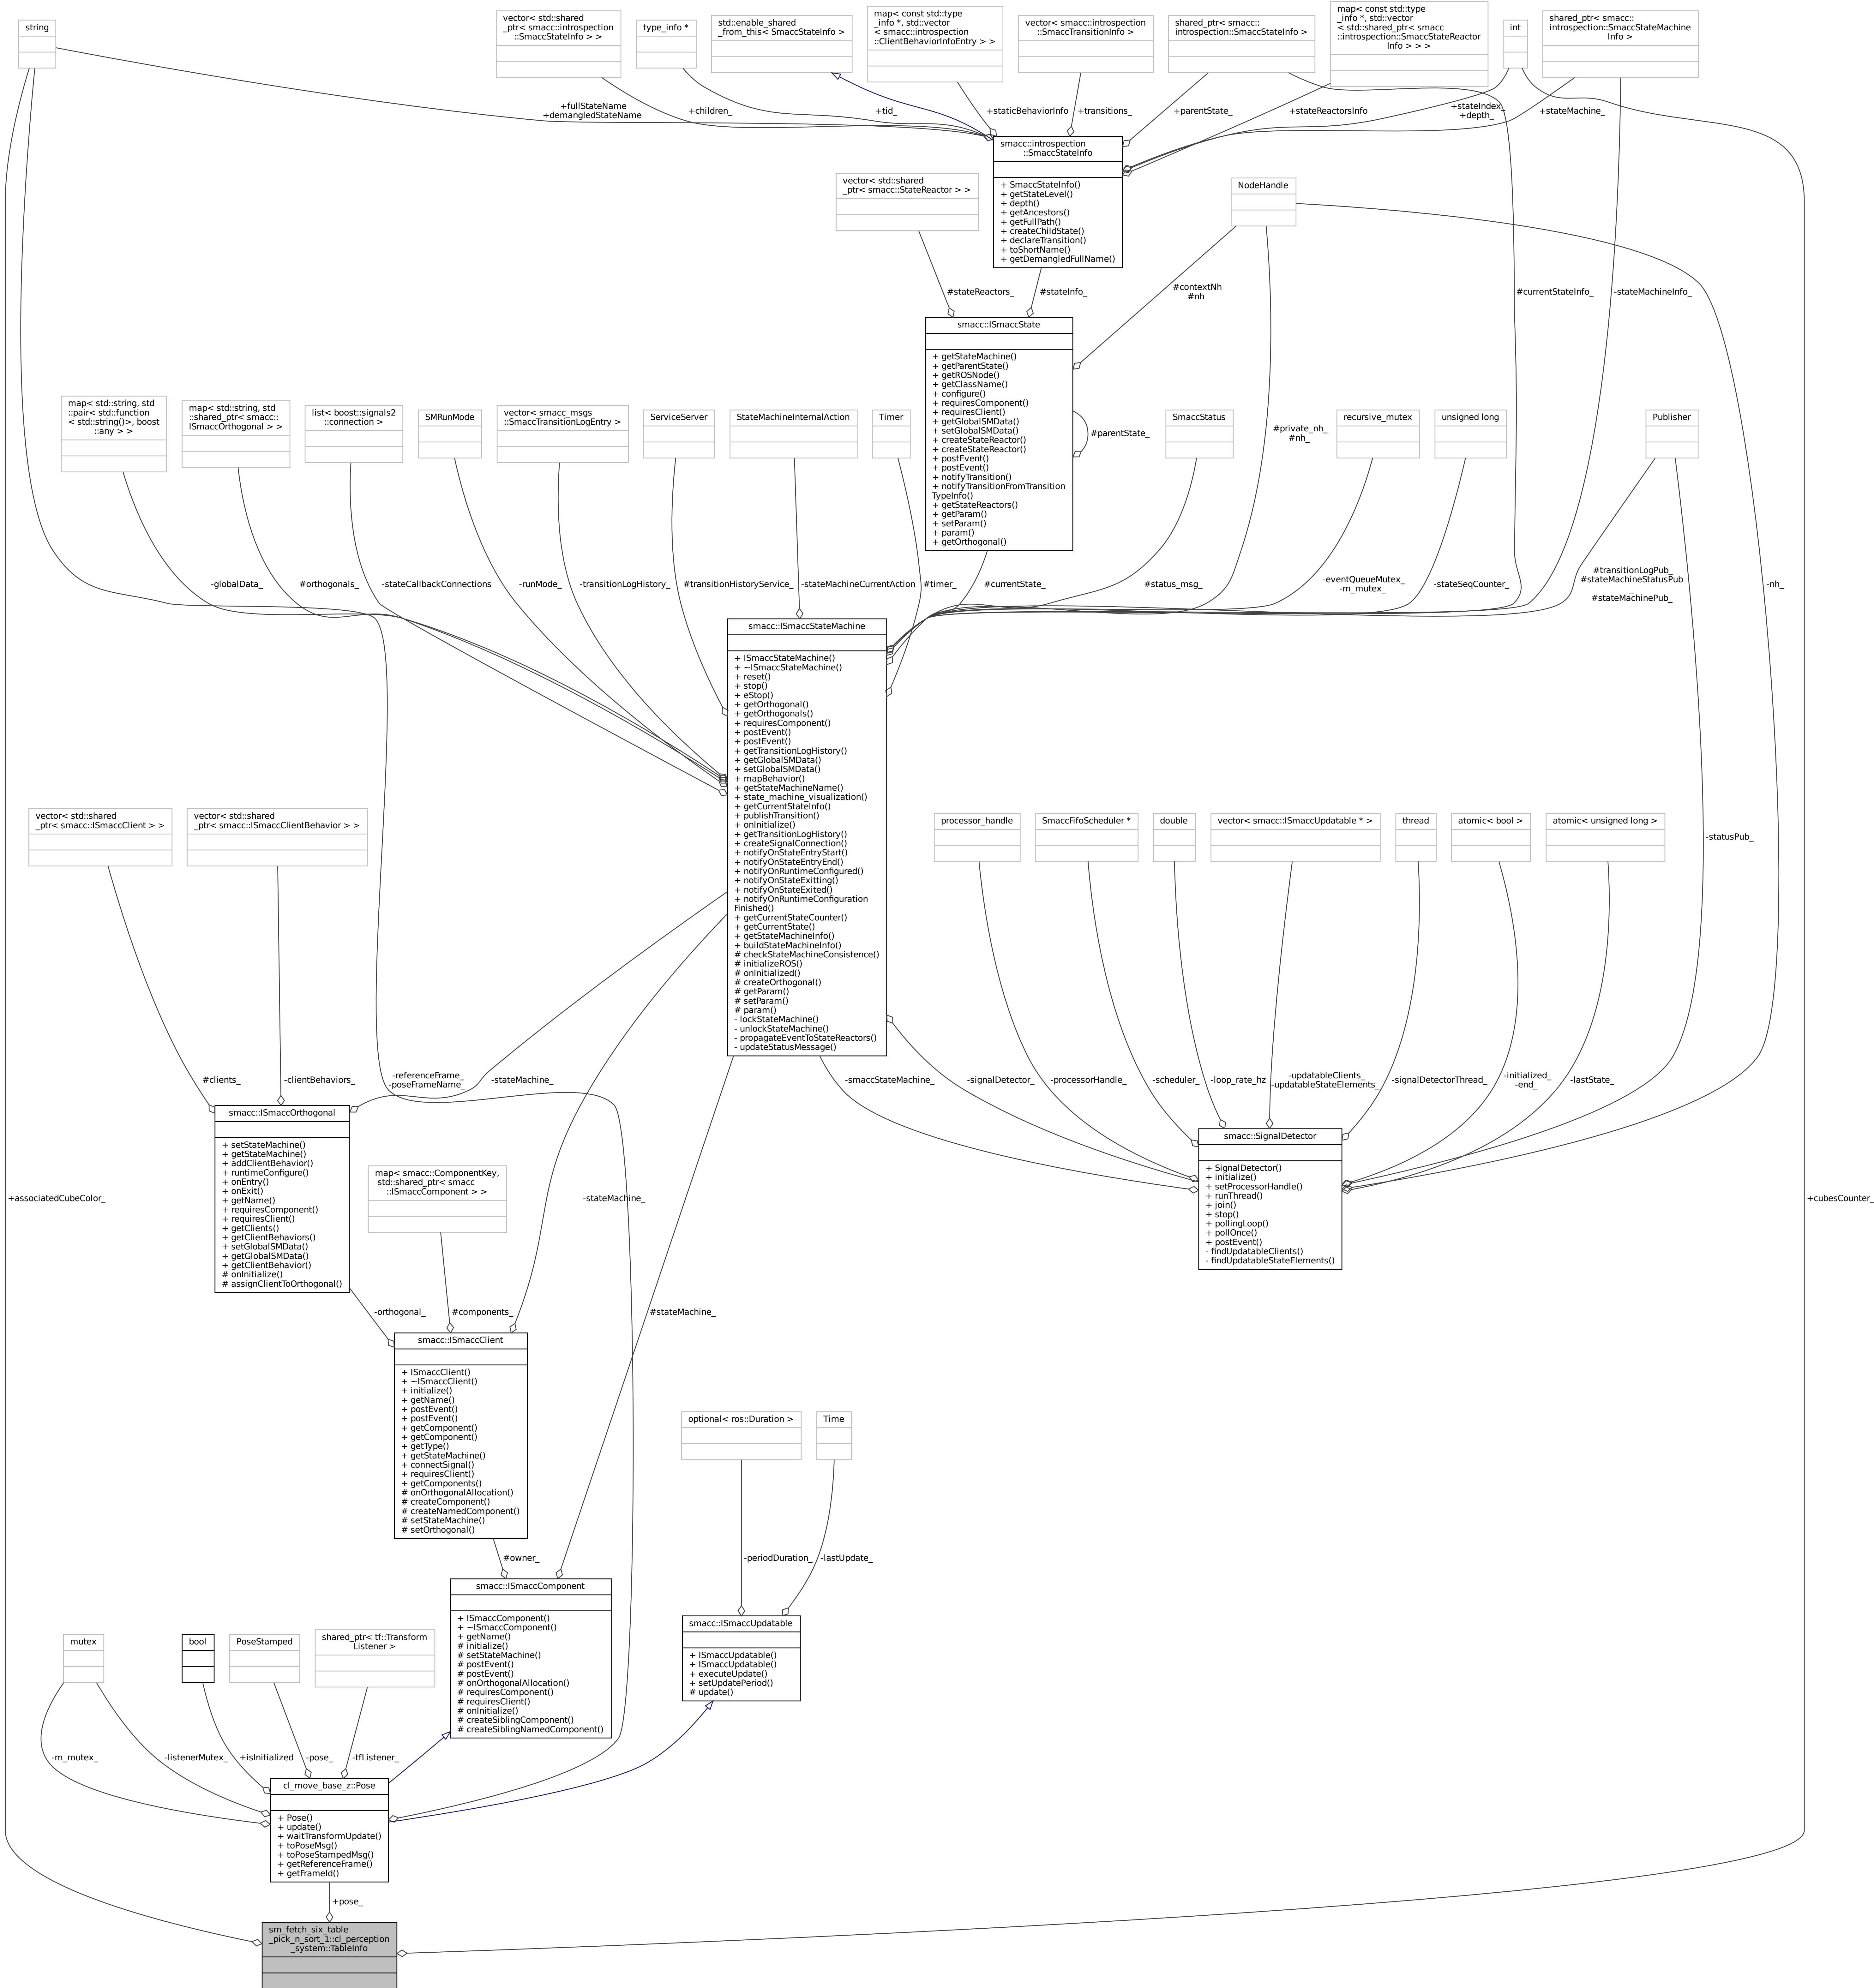 string
vector< std::shared
_ptr< smacc::introspection
::SmaccStateInfo > >
type_info *
std::enable_shared
_from_this< SmaccStateInfo >
map< const std::type
_info *, std::vector
< smacc::introspection
::ClientBehaviorInfoEntry > >
vector< smacc::introspection
::SmaccTransitionInfo >
shared_ptr< smacc::
introspection::SmaccStateInfo >
map< const std::type
_info *, std::vector
< std::shared_ptr< smacc
::introspection::SmaccStateReactor
Info > > >
int
shared_ptr< smacc::
introspection::SmaccStateMachine
Info >
+fullStateName
+demangledStateName
+children_
+tid_
+staticBehaviorInfo
+transitions_
+parentState_
+stateReactorsInfo
+stateIndex_
+depth_
+stateMachine_
smacc::introspection
::SmaccStateInfo
+ SmaccStateInfo()
+ getStateLevel()
+ depth()
+ getAncestors()
+ getFullPath()
+ createChildState()
+ declareTransition()
+ toShortName()
+ getDemangledFullName()
vector< std::shared
_ptr< smacc::StateReactor > >
NodeHandle
#stateReactors_
#stateInfo_
#contextNh
#nh
#currentStateInfo_
-stateMachineInfo_
smacc::ISmaccState
+ getStateMachine()
+ getParentState()
+ getROSNode()
+ getClassName()
+ configure()
+ requiresComponent()
+ requiresClient()
+ getGlobalSMData()
+ setGlobalSMData()
+ createStateReactor()
+ createStateReactor()
+ postEvent()
+ postEvent()
+ notifyTransition()
+ notifyTransitionFromTransition
TypeInfo()
+ getStateReactors()
+ getParam()
+ setParam()
+ param()
+ getOrthogonal()
#parentState_
map< std::string, std
::pair< std::function
< std::string()>, boost
::any > >
map< std::string, std
::shared_ptr< smacc::
ISmaccOrthogonal > >
list< boost::signals2
::connection >
SMRunMode
vector< smacc_msgs
::SmaccTransitionLogEntry >
ServiceServer
StateMachineInternalAction
Timer
SmaccStatus
#private_nh_
#nh_
recursive_mutex
unsigned long
Publisher
-globalData_
#orthogonals_
-stateCallbackConnections
-runMode_
-transitionLogHistory_
#transitionHistoryService_
-stateMachineCurrentAction
#timer_
#currentState_
#status_msg_
-eventQueueMutex_
-m_mutex_
-stateSeqCounter_
#transitionLogPub_
#stateMachineStatusPub
_
#stateMachinePub_
-nh_
smacc::ISmaccStateMachine
+ ISmaccStateMachine()
+ ~ISmaccStateMachine()
+ reset()
+ stop()
+ eStop()
+ getOrthogonal()
+ getOrthogonals()
+ requiresComponent()
+ postEvent()
+ postEvent()
+ getTransitionLogHistory()
+ getGlobalSMData()
+ setGlobalSMData()
+ mapBehavior()
+ getStateMachineName()
+ state_machine_visualization()
+ getCurrentStateInfo()
+ publishTransition()
+ onInitialize()
+ getTransitionLogHistory()
+ createSignalConnection()
+ notifyOnStateEntryStart()
+ notifyOnStateEntryEnd()
+ notifyOnRuntimeConfigured()
+ notifyOnStateExitting()
+ notifyOnStateExited()
+ notifyOnRuntimeConfiguration
Finished()
+ getCurrentStateCounter()
+ getCurrentState()
+ getStateMachineInfo()
+ buildStateMachineInfo()
# checkStateMachineConsistence()
# initializeROS()
# onInitialized()
# createOrthogonal()
# getParam()
# setParam()
# param()
- lockStateMachine()
- unlockStateMachine()
- propagateEventToStateReactors()
- updateStatusMessage()
vector< std::shared
_ptr< smacc::ISmaccClient > >
vector< std::shared
_ptr< smacc::ISmaccClientBehavior > >
processor_handle
SmaccFifoScheduler *
double
vector< smacc::ISmaccUpdatable * >
thread
atomic< bool >
atomic< unsigned long >
-statusPub_
#clients_
-clientBehaviors_
-referenceFrame_
-poseFrameName_
-stateMachine_
-smaccStateMachine_
-signalDetector_
-processorHandle_
-scheduler_
-loop_rate_hz
-updatableClients_
-updatableStateElements_
-signalDetectorThread_
-initialized_
-end_
-lastState_
smacc::ISmaccOrthogonal
+ setStateMachine()
+ getStateMachine()
+ addClientBehavior()
+ runtimeConfigure()
+ onEntry()
+ onExit()
+ getName()
+ requiresComponent()
+ requiresClient()
+ getClients()
+ getClientBehaviors()
+ setGlobalSMData()
+ getGlobalSMData()
+ getClientBehavior()
# onInitialize()
# assignClientToOrthogonal()
smacc::SignalDetector
+ SignalDetector()
+ initialize()
+ setProcessorHandle()
+ runThread()
+ join()
+ stop()
+ pollingLoop()
+ pollOnce()
+ postEvent()
- findUpdatableClients()
- findUpdatableStateElements()
map< smacc::ComponentKey,
std::shared_ptr< smacc
::ISmaccComponent > >
+associatedCubeColor_
-stateMachine_
+cubesCounter_
-orthogonal_
#components_
#stateMachine_
smacc::ISmaccClient
+ ISmaccClient()
+ ~ISmaccClient()
+ initialize()
+ getName()
+ postEvent()
+ postEvent()
+ getComponent()
+ getComponent()
+ getType()
+ getStateMachine()
+ connectSignal()
+ requiresClient()
+ getComponents()
# onOrthogonalAllocation()
# createComponent()
# createNamedComponent()
# setStateMachine()
# setOrthogonal()
optional< ros::Duration >
Time
#owner_
-periodDuration_
-lastUpdate_
smacc::ISmaccComponent
+ ISmaccComponent()
+ ~ISmaccComponent()
+ getName()
# initialize()
# setStateMachine()
# postEvent()
# postEvent()
# onOrthogonalAllocation()
# requiresComponent()
# requiresClient()
# onInitialize()
# createSiblingComponent()
# createSiblingNamedComponent()
smacc::ISmaccUpdatable
+ ISmaccUpdatable()
+ ISmaccUpdatable()
+ executeUpdate()
+ setUpdatePeriod()
# update()
mutex
bool
PoseStamped
shared_ptr< tf::Transform
Listener >
-m_mutex_
-listenerMutex_
+isInitialized
-pose_
-tfListener_
cl_move_base_z::Pose
+ Pose()
+ update()
+ waitTransformUpdate()
+ toPoseMsg()
+ toPoseStampedMsg()
+ getReferenceFrame()
+ getFrameId()
+pose_
sm_fetch_six_table
_pick_n_sort_1::cl_perception
_system::TableInfo